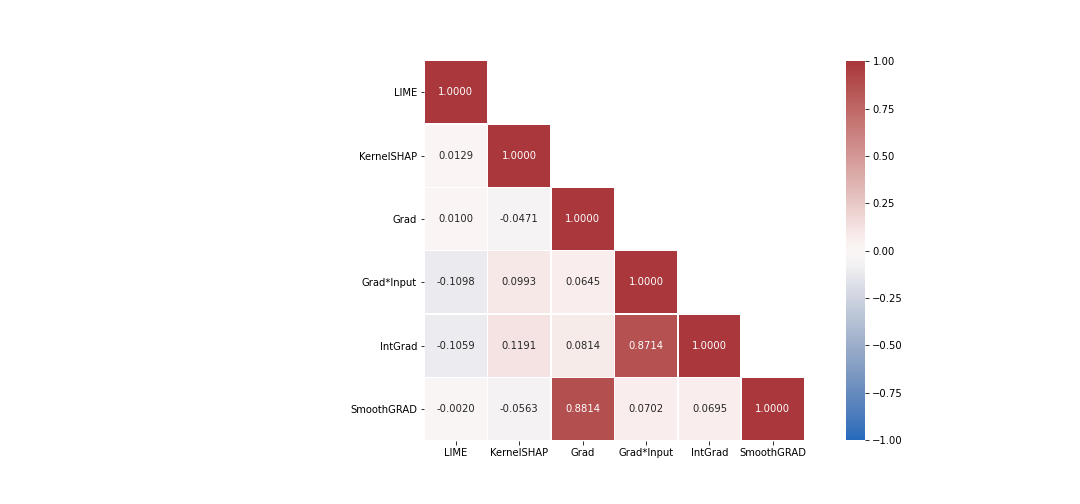 LIME 1.0000
KernelSHAP 0.0129 1.0000
Grad 0.0100 -0.0471 1.0000
Grad*Input -0.1098 0.0993 0.0645 1.0000
IntGrad -0.1059 0.1191 0.0814 0.8714 1.0000
SmoothGRAD -0.0020 -0.0563 0.8814 0.0702 0.0695 1.0000
LIME KernelSHAP Grad Grad*Input IntGrad SmoothGRAD
1.00
0.75
0.50
0.25
0.00
−0.25
−0.50
−0.75
−1.00